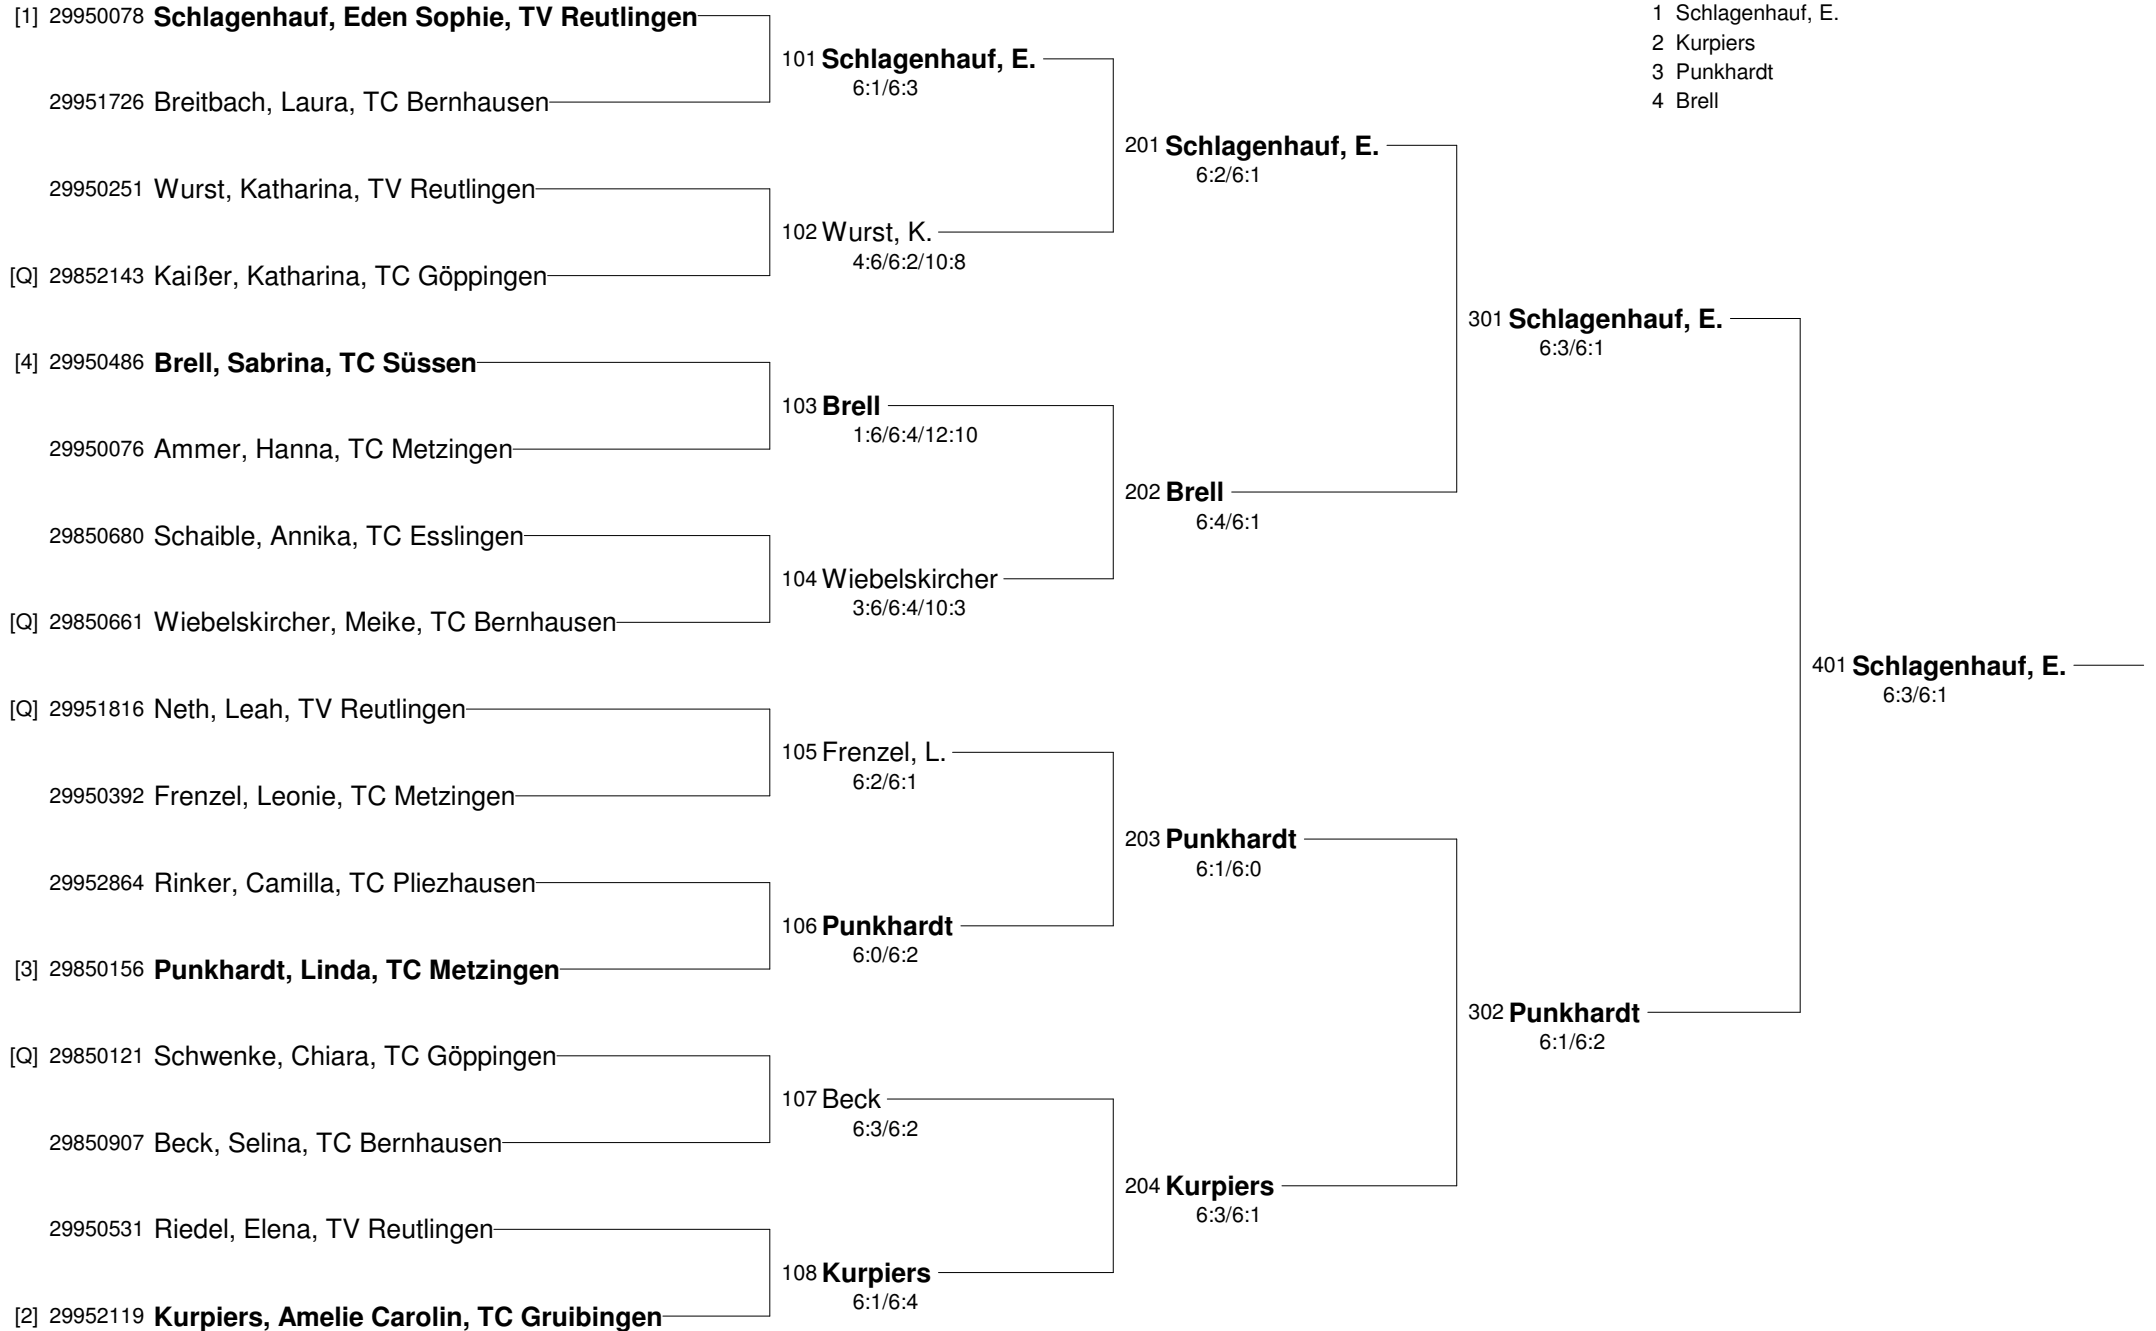 [1] 29950078 Schlagenhauf, Eden Sophie, TV Reutlingen
29951726 Breitbach, Laura, TC Bernhausen
29950251 Wurst, Katharina, TV Reutlingen
[Q] 29852143 Kaißer, Katharina, TC Göppingen
[4] 29950486 Brell, Sabrina, TC Süssen
29950076 Ammer, Hanna, TC Metzingen
29850680 Schaible, Annika, TC Esslingen
[Q] 29850661 Wiebelskircher, Meike, TC Bernhausen
[Q] 29951816 Neth, Leah, TV Reutlingen
29950392 Frenzel, Leonie, TC Metzingen
29952864 Rinker, Camilla, TC Pliezhausen
[3] 29850156 Punkhardt, Linda, TC Metzingen
[Q] 29850121 Schwenke, Chiara, TC Göppingen
29850907 Beck, Selina, TC Bernhausen
29950531 Riedel, Elena, TV Reutlingen
[2] 29952119 Kurpiers, Amelie Carolin, TC Gruibingen
101 Schlagenhauf, E.
6:1/6:3
102 Wurst, K.
4:6/6:2/10:8
103 Brell
1:6/6:4/12:10
104 Wiebelskircher
3:6/6:4/10:3
105 Frenzel, L.
6:2/6:1
106 Punkhardt
6:0/6:2
107 Beck
6:3/6:2
108 Kurpiers
6:1/6:4
201 Schlagenhauf, E.
6:2/6:1
202 Brell
6:4/6:1
203 Punkhardt
6:1/6:0
204 Kurpiers
6:3/6:1
301 Schlagenhauf, E.
6:3/6:1
302 Punkhardt
6:1/6:2
401 Schlagenhauf, E.
6:3/6:1
1 Schlagenhauf, E.
2 Kurpiers
3 Punkhardt
4 Brell